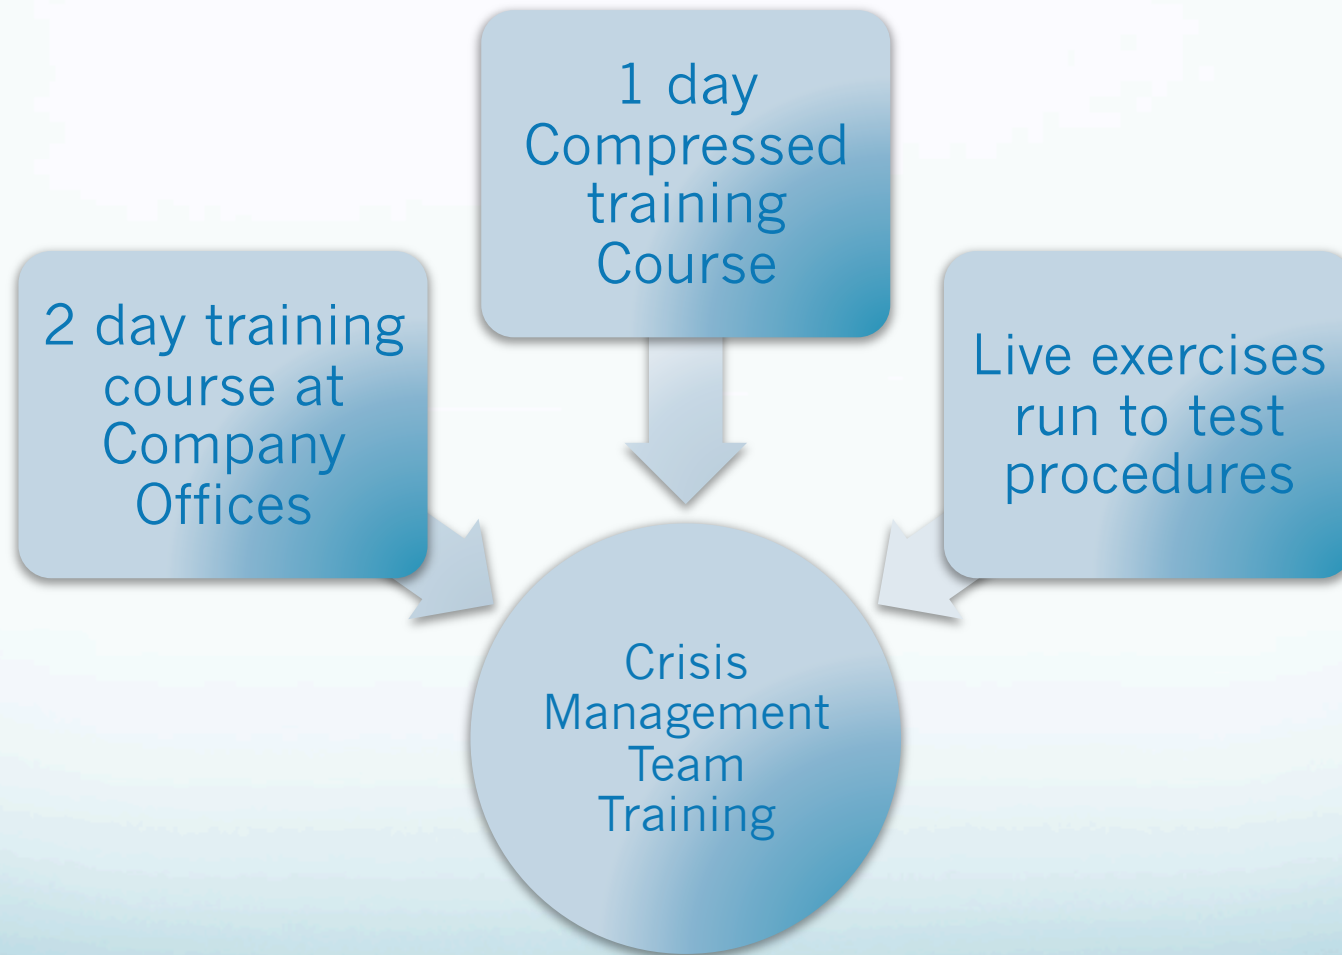 1 day
Compressed
training
Course
2 day training
course at
Company
Offices
Live exercises
run to test
procedures
Crisis
Management
Team
Training